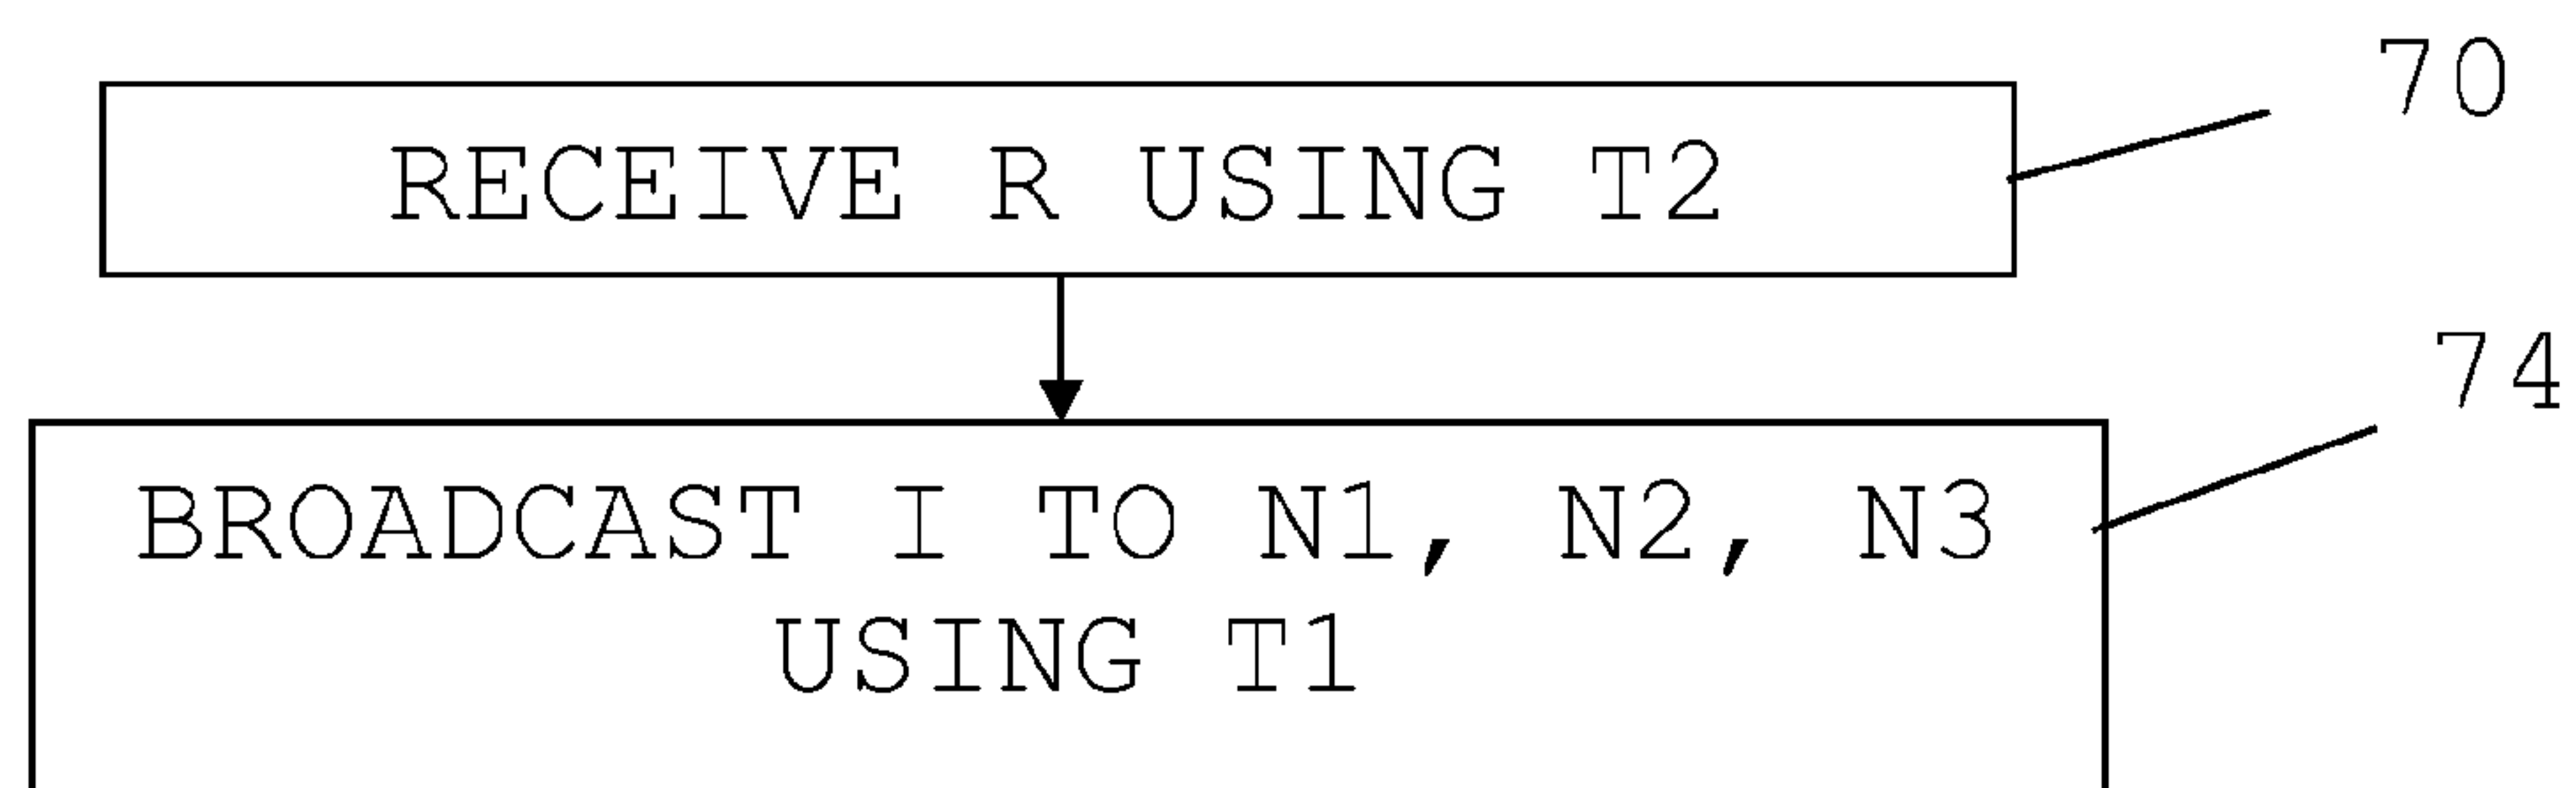 70
RECEIVE R USING T2
74
BROADCAST I TO N1, N2, N3
USING T1